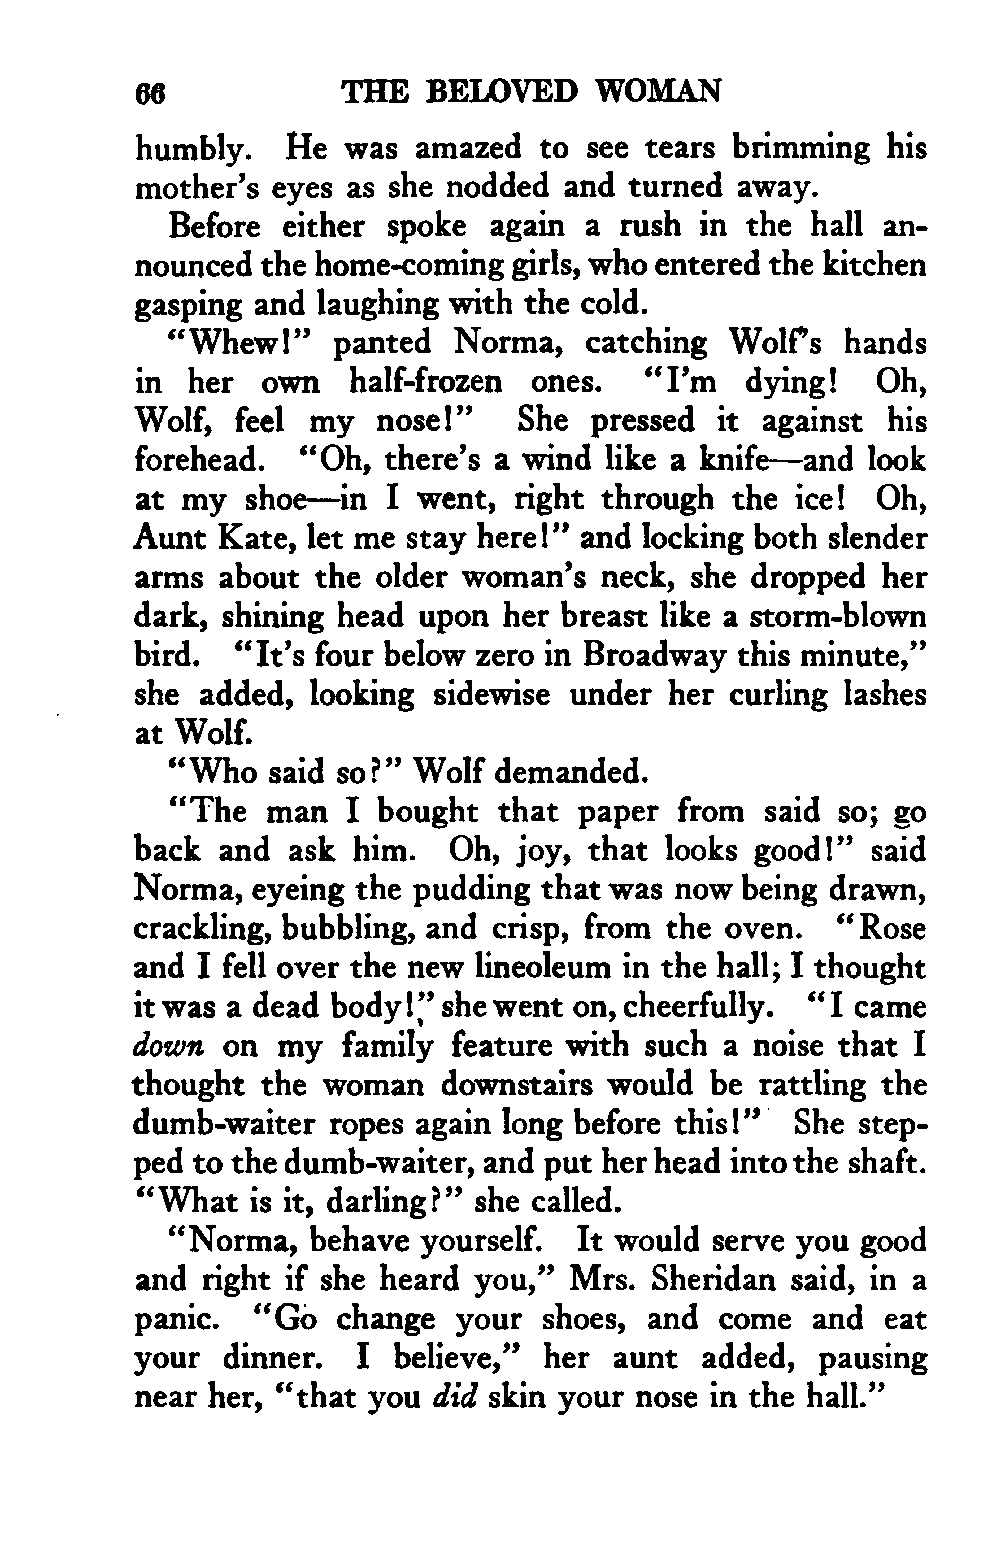 66 THE BELOVED WOMAN
humbly. He was amazed to see tears brimming his
mother's eyes as she nodded and turned away.
Before either spoke again a rush in the hall an-
nounced the home-coming girls, who entered the kitchen
gasping and laughing with the cold.
"Whew!" panted Norma, catching Wolf's hands
in her own half-frozen ones. "I'm dying! Oh,
Wolf, feel my nose!" She pressed it against his
forehead. "Oh, there's a wind like a knife—and look
at my shoe—in I went, right through the ice! Oh,
Aunt Kate, let me stay here!" and locking both slender
arms about the older woman's neck, she dropped her
dark, shining head upon her breast like a storm-blown
bird. "It's four below zero in Broadway this minute,"
she added, looking sidewise under her curling lashes
at Wolf.
"Who said so?" Wolf demanded.
"The man I bought that paper from said so; go
back and ask him. Oh, joy, that looks good!" said
Norma, eyeing the pudding that was now being drawn,
crackling, bubbling, and crisp, from the oven. "Rose
and I fell over the new lineoleum in the hall; I thought
it was a dead body!" she went on, cheerfully. "I came
down on my family feature with such a noise that I
thought the woman downstairs would be rattling the
dumb-waiter ropes again long before this!" She step-
ped to the dumb-waiter, and put her head into the shaft.
"What is it, darling?" she called.
"Norma, behave yourself. It would serve you good
and right if she heard you," Mrs. Sheridan said, in a
panic. "Go change your shoes, and come and eat
your dinner. I believe," her aunt added, pausing
near her, "that you did skin your nose in the hall."